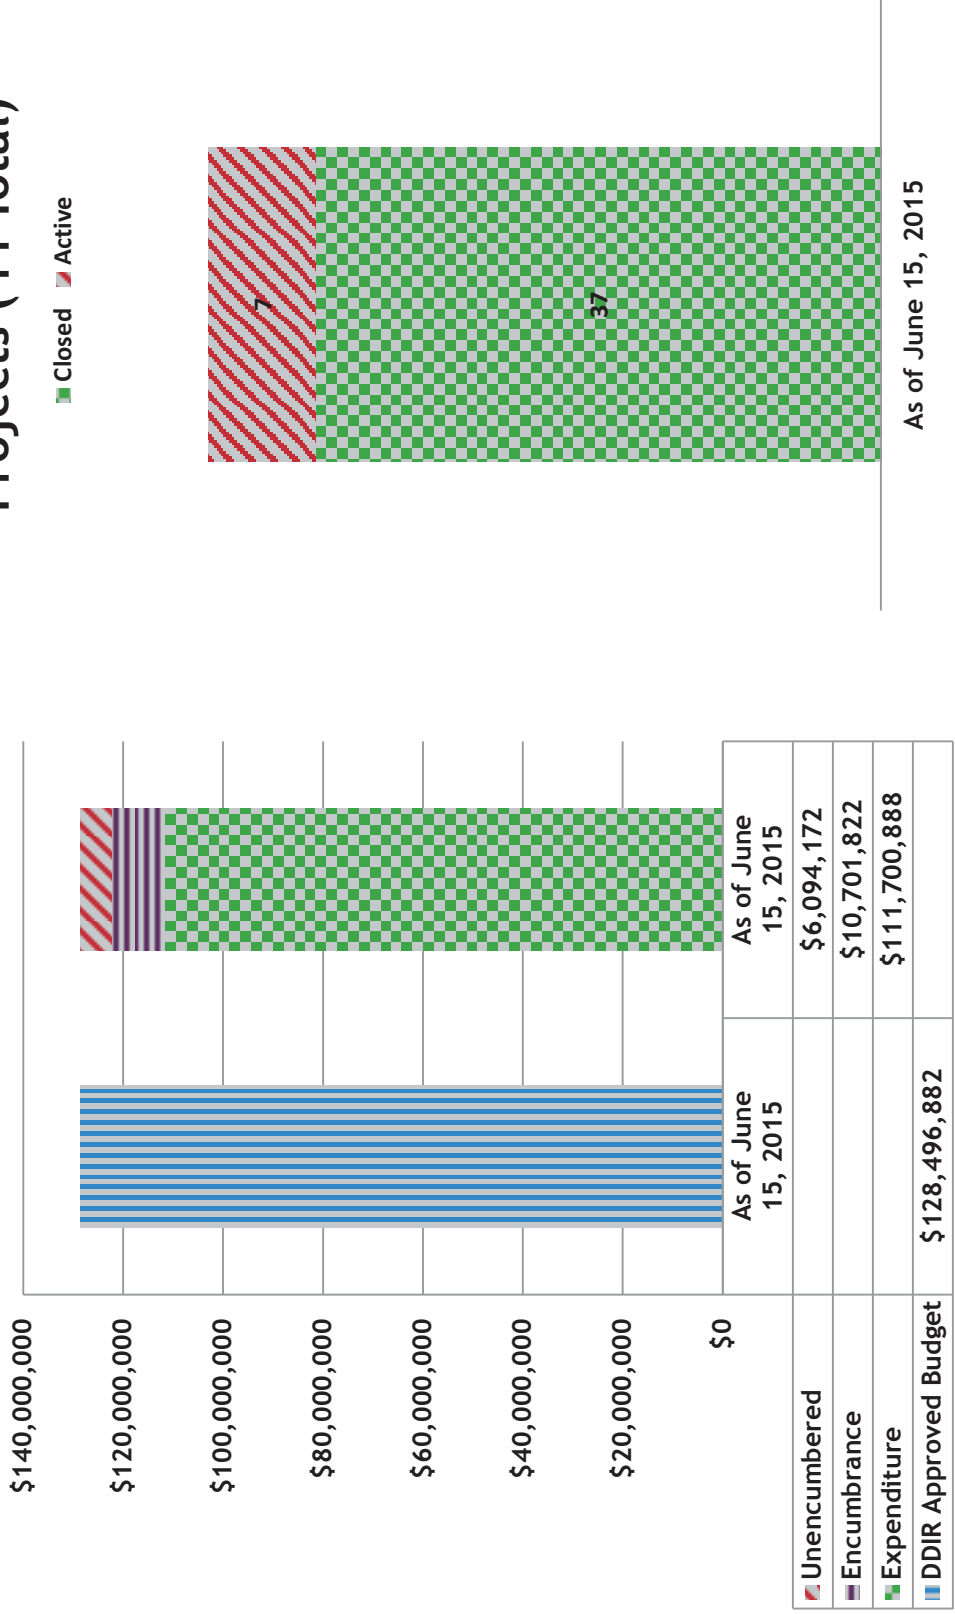 $140,000,000
$120,000,000
$100,000,000
$80,000,000
$60,000,000
$40,000,000
$20,000,000
$0
As of June
15, 2015
As of June
15, 2015
Unencumbered $6,094,172
Encumbrance $10,701,822
Expenditure $111,700,888
DDIR Approved Budget $128,496,882
Projects (44 Total)
Closed Active
7
37
As of June 15, 2015